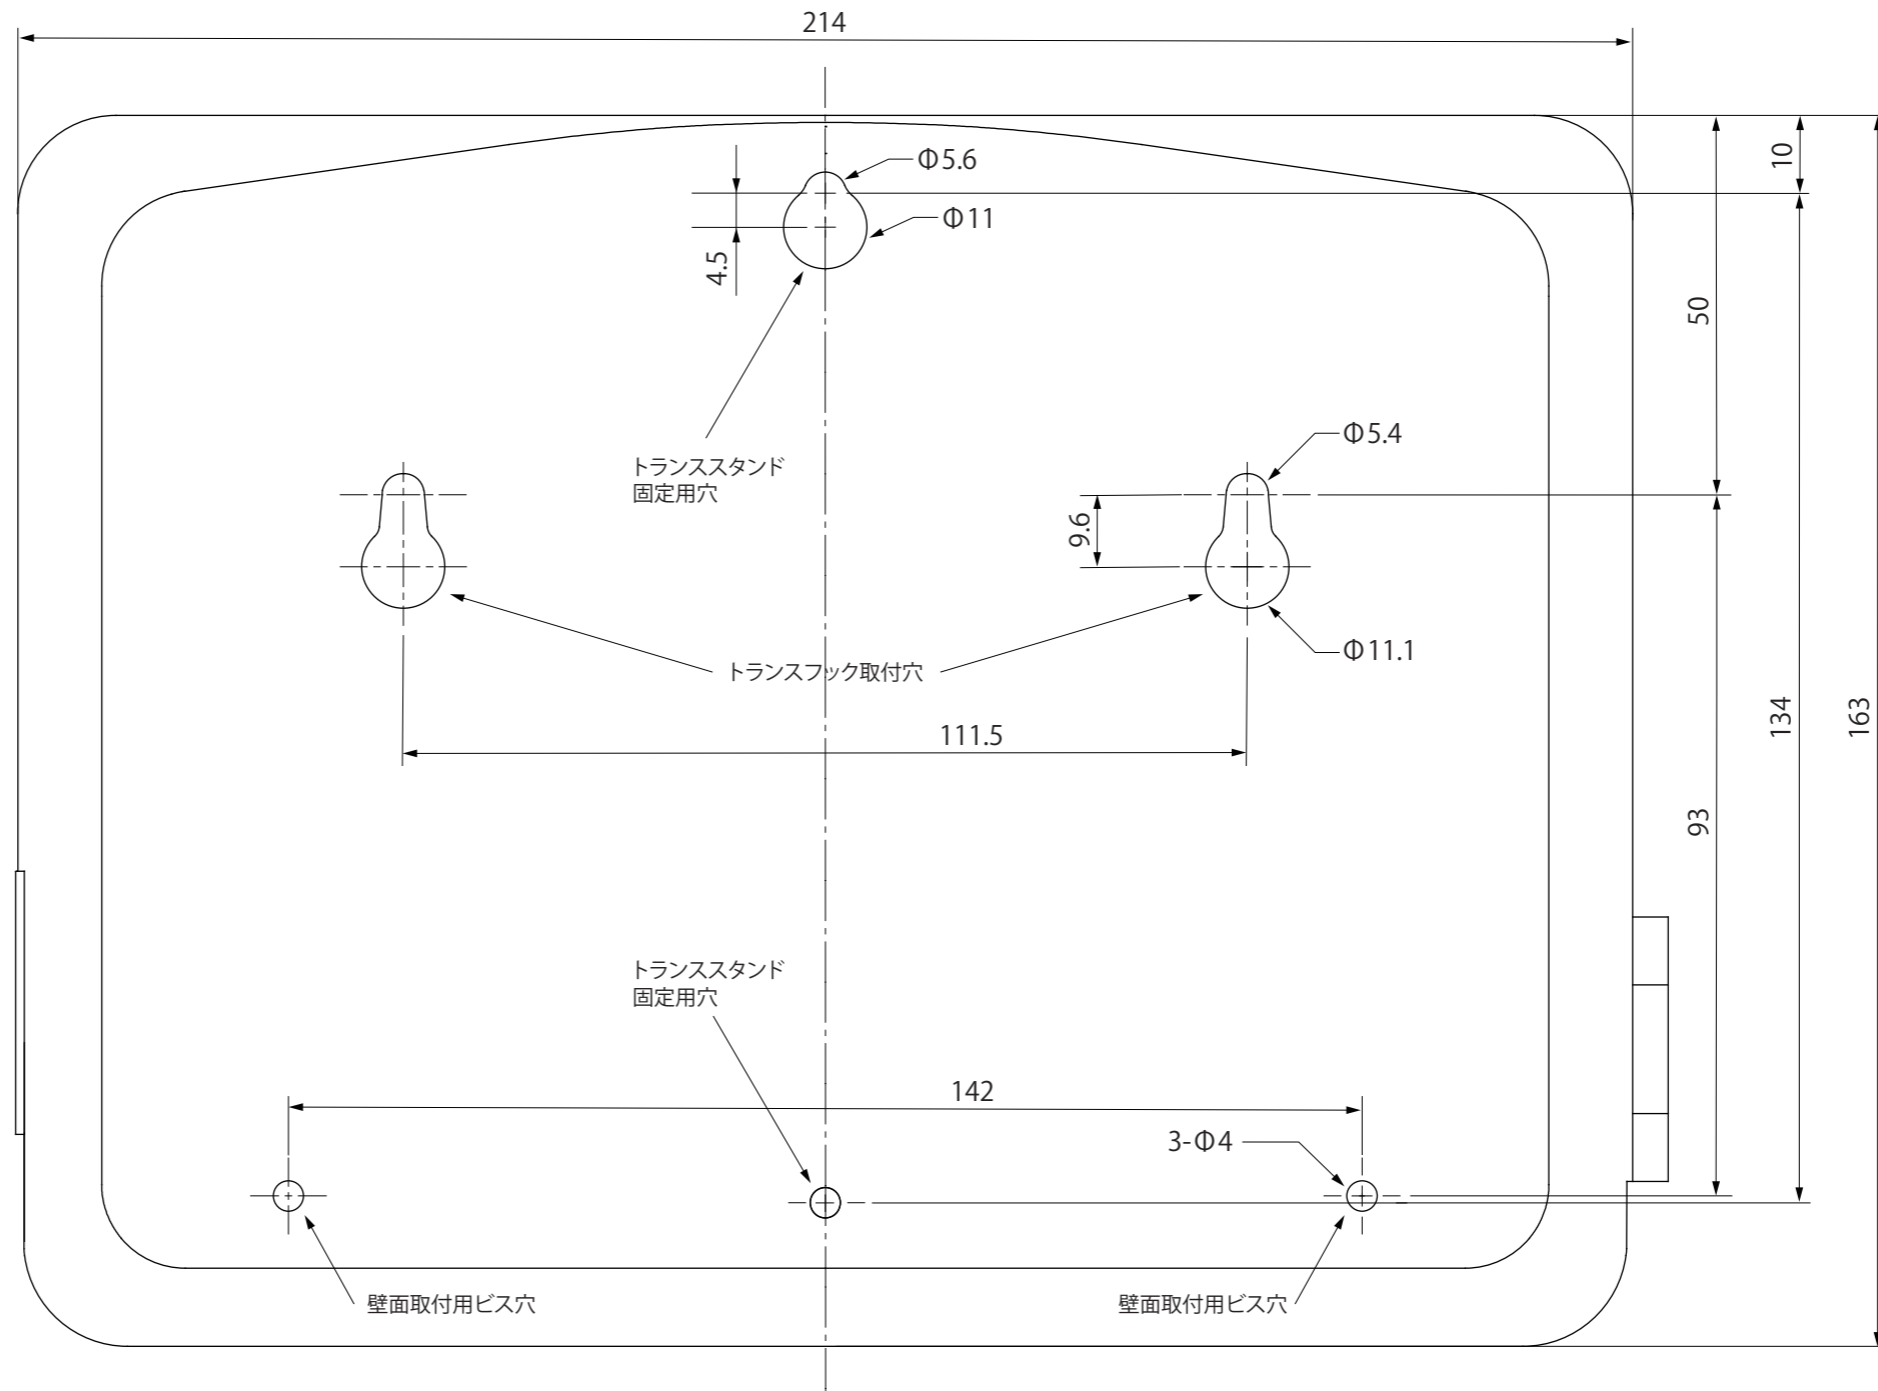 214
Φ5.6
10
Φ11
4.5
50
Φ5.4
トランススタンド
固定用穴
9.6
Φ11.1
トランスフック取付穴
111.5
134
163
93
トランススタンド
固定用穴
142
3-Φ4
壁面取付用ビス穴
壁面取付用ビス穴